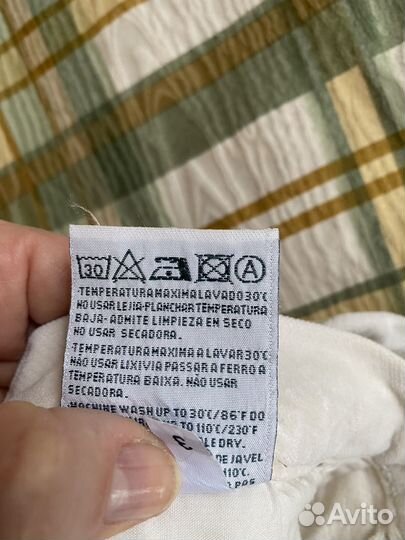 30 A
-TEMPERATURA MAXIMA LAVADO 30°C
NO USAR LEJIA-PLANCHAR TEMPERATURA
BAJA-ADMITE LIMPIEZA EN SECO
NO USAR SECADORA.
-TEMPERATURA MAXIMA A LAVAR 30°C
NÃO USAR LIXIVIA PASSAR A FERRO A
TEMPERATURA BAIXA. NÃO USAR
SECADORA.
-MACHINE WASH UP TO 30°C/86°F DO
UP TO 110°C/230°F
DRY.
DE JAVEL
110°C.
PAS
Avito